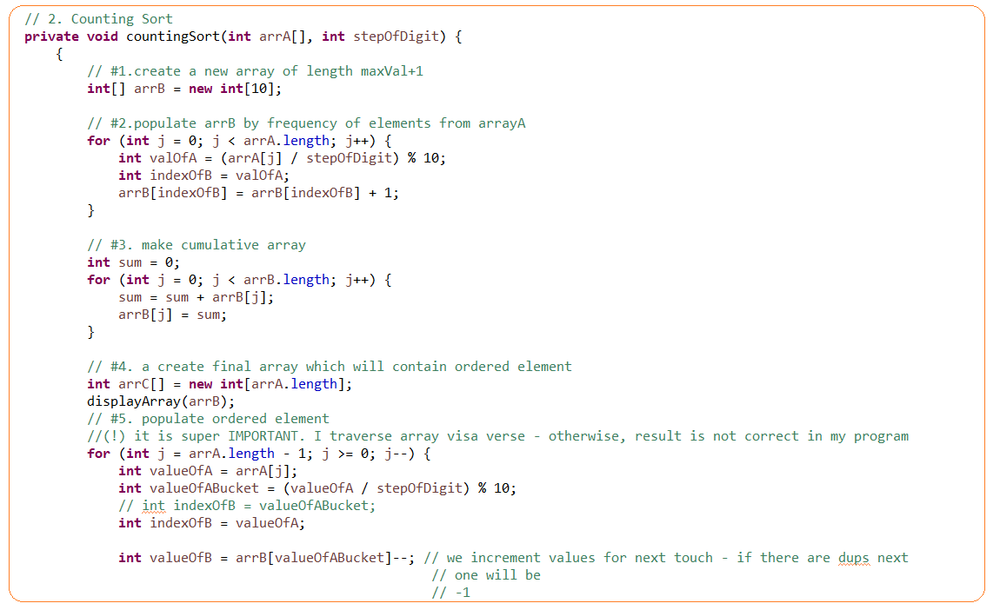 // 2. Counting Sort
private void countingSort(int arrA[], int stepOfDigit) {
{
// #1.create a new array of length maxVal+1
int[] arrB = new int[10];
// #2.populate arrB by frequency of elements from arrayA
for (int j = 0; j < arrA.length; j++) {
int valOfA = (arrA[j] / stepOfDigit) % 10;
int indexOfB = valOfA;
arrB[indexOfB] = arrB[indexOfB] + 1;
}
// #3. make cumulative array
int sum = 0;
for (int j = 0; j < arrB.length; j++) {
sum = sum + arrB[j];
arrB[j] = sum;
}
// #4. a create final array which will contain ordered element
int arrC[] = new int[arrA.length];
displayArray(arrB);
// #5. populate ordered element
//(!) it is super IMPORTANT. I traverse array visa verse - otherwise, result is not correct in my program
for (int j = arrA.length - 1; j >= 0; j--) {
int valueOfA = arrA[j];
int valueOfABucket = (valueOfA / stepOfDigit) % 10;
// int indexOfB = valueOfABucket;
int indexOfB = valueOfA;
int valueOfB = arrB[valueOfABucket]--; // we increment values for next touch - if there are dups next
// one will be
// -1